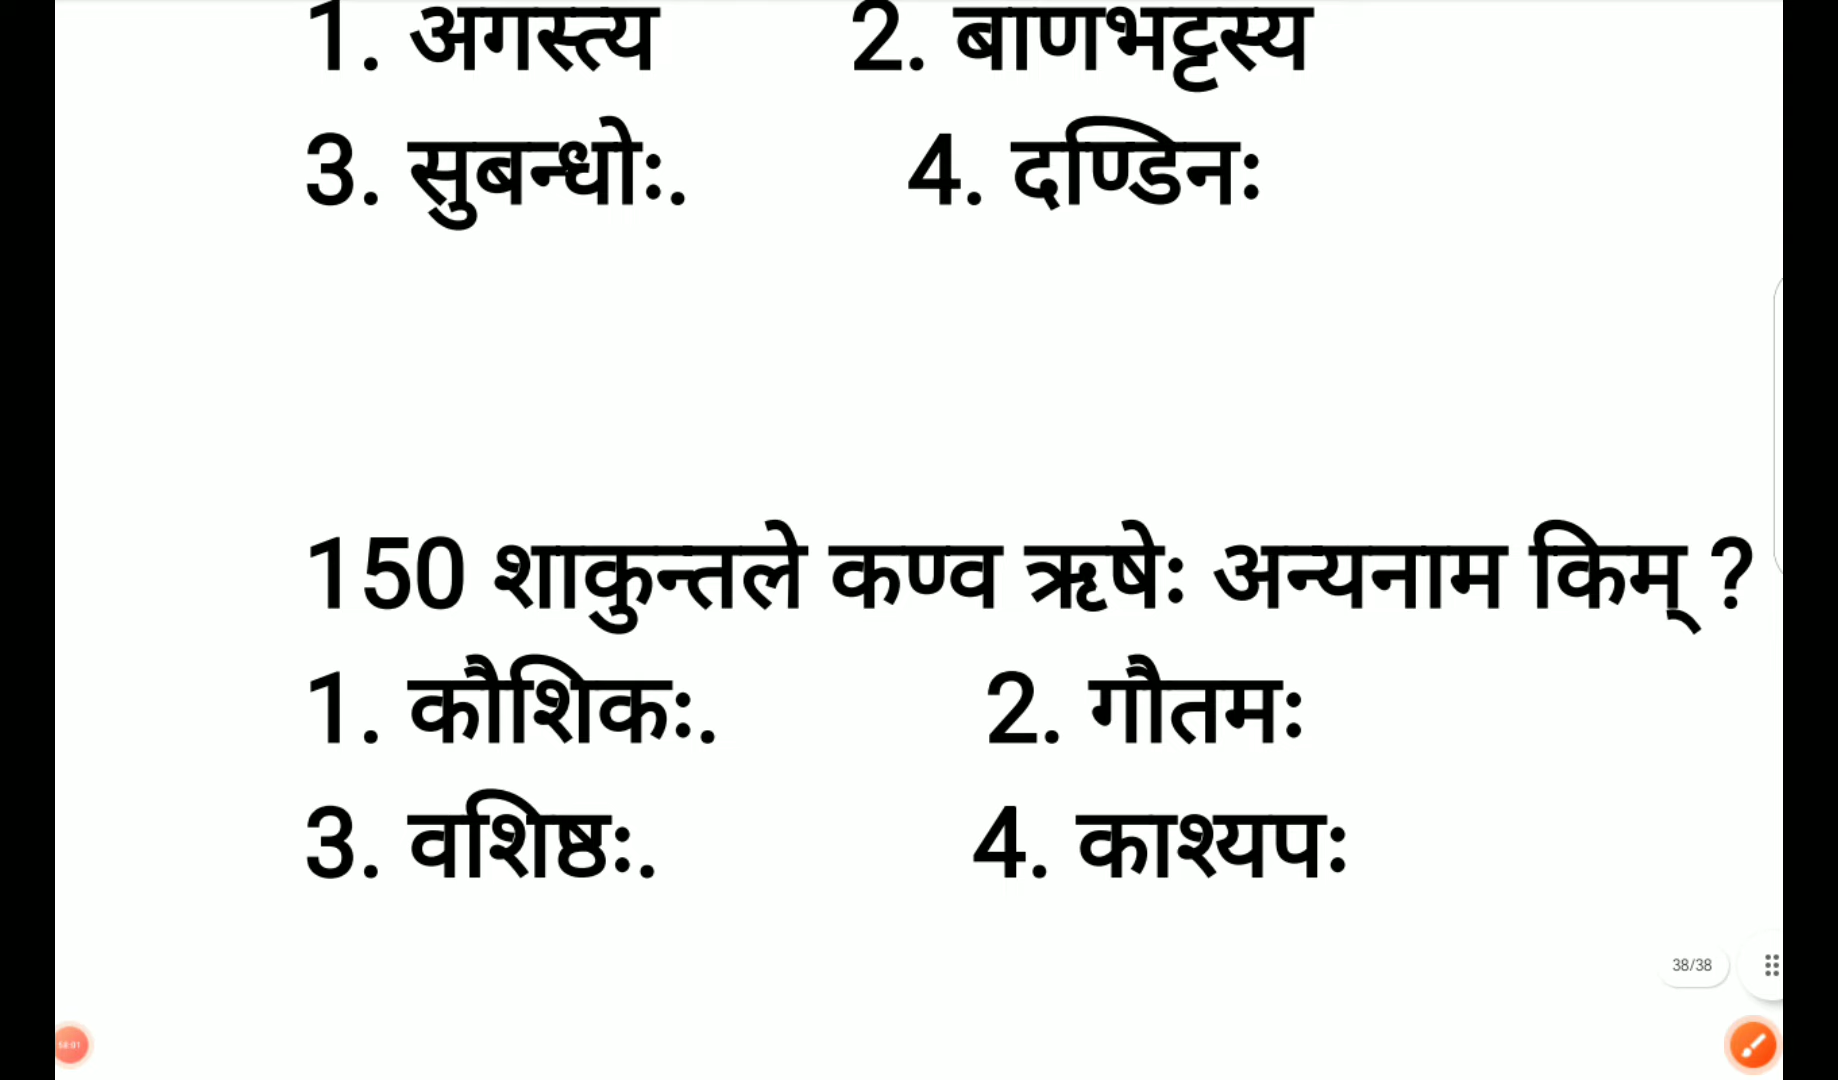 1. अगस्त्य 2. बाणभट्टस्य
3. सुबन्धोः. 4. दण्डिनः
150 शाकुन्तले कण्व ऋषेः अन्यनाम किम् ?
1. कौशिकः. 2. गौतमः
3. वशिष्ठः. 4. काश्यपः
38/38